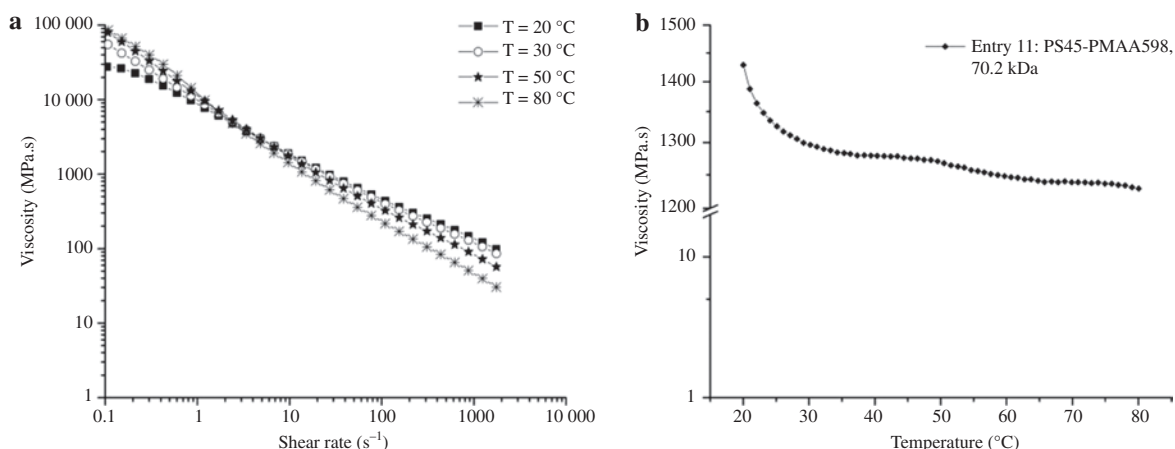 a
100 000
10 000
1000
100
10
1
Viscosity (MPa.s)
0.1
1
10
100
1000
10 000
Shear rate (s⁻¹)
T = 20 °C
T = 30 °C
T = 50 °C
T = 80 °C
b
1500
1400
1300
1200
10
1
Viscosity (MPa.s)
20
30
40
50
60
70
80
Temperature (°C)
Entry 11: PS45-PMAA598,
70.2 kDa